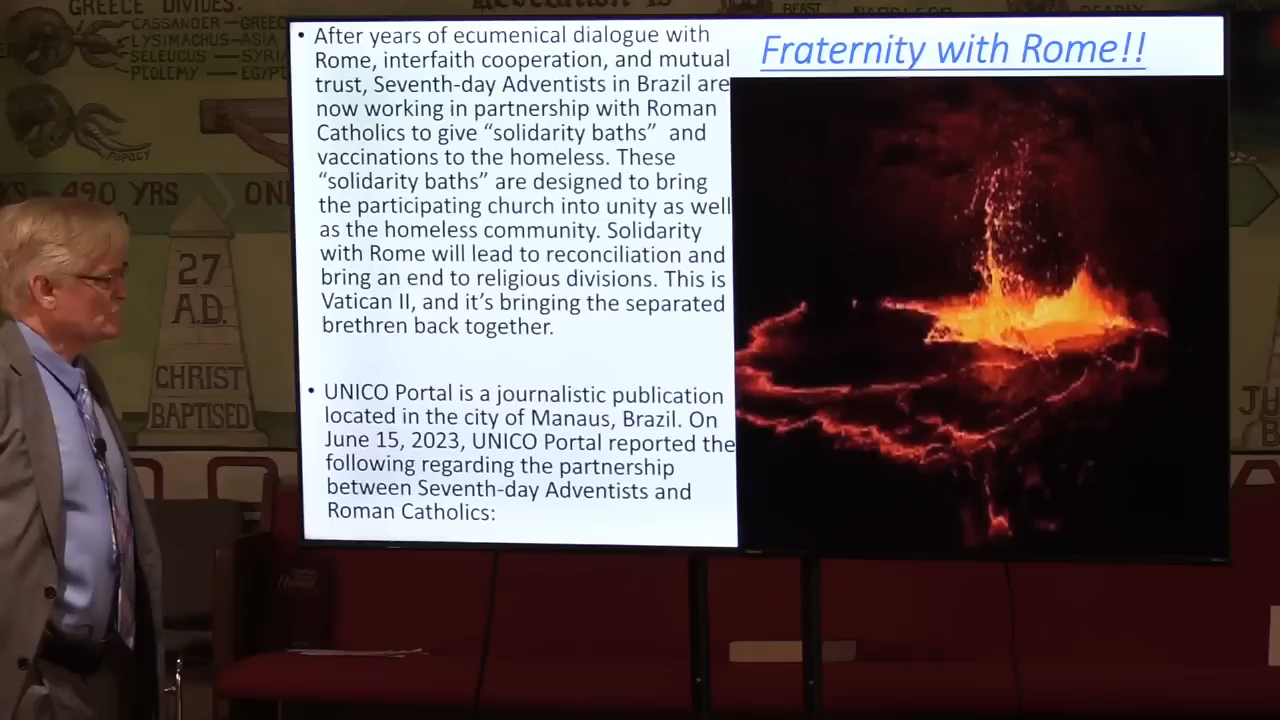 GREECE DIVIDES:
CASSANDER—GREEC
LYSIMACHUS—ASIA
SELEUCUS—SYRIA
PTOLEMY—EGYPT
BEAST
LEGACY
490 YRS
27
A.D.
CHRIST
BAPTISED
• After years of ecumenical dialogue with
Rome, interfaith cooperation, and mutual
trust, Seventh-day Adventists in Brazil are
now working in partnership with Roman
Catholics to give “solidarity baths” and
vaccinations to the homeless. These
“solidarity baths” are designed to bring
the participating church into unity as well
as the homeless community. Solidarity
with Rome will lead to reconciliation and
bring an end to religious divisions. This is
Vatican II, and it’s bringing the separated
brethren back together.
• UNICO Portal is a journalistic publication
located in the city of Manaus, Brazil. On
June 15, 2023, UNICO Portal reported the
following regarding the partnership
between Seventh-day Adventists and
Roman Catholics:
Fraternity with Rome!!